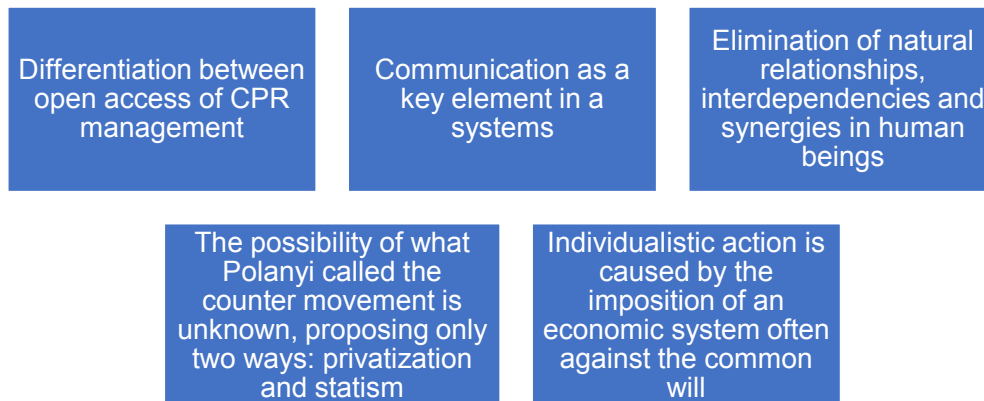 Differentiation between
open access of CPR
management
Communication as a
key element in a
systems
Elimination of natural
relationships,
interdependencies and
synergies in human
beings
The possibility of what
Polanyi called the
counter movement is
unknown, proposing only
two ways: privatization
and statism
Individualistic action is
caused by the
imposition of an
economic system often
against the common
will